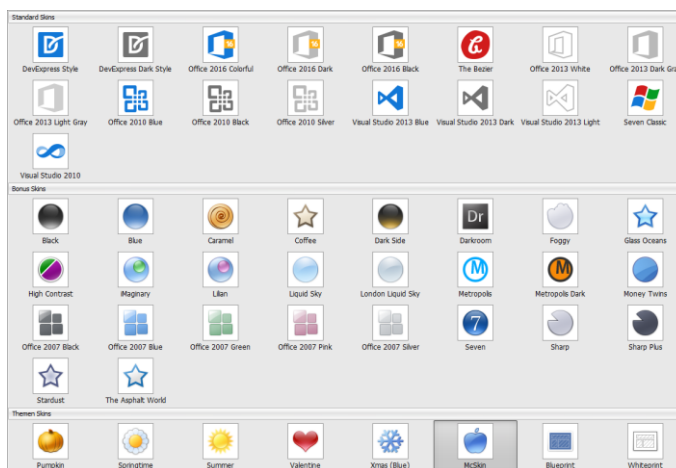 Standard Skins
DevExpress Style DevExpress Dark Style Office 2016 Colorful Office 2016 Dark Office 2016 Black The Bezier Office 2013 White Office 2013 Dark Gra
Office 2013 Light Gray Office 2010 Blue Office 2010 Black Office 2010 Silver Visual Studio 2013 Blue Visual Studio 2013 Dark Visual Studio 2013 Light Seven Classic
Visual Studio 2010
Bonus Skins
Dr
Black Blue Caramel Coffee Dark Side Darkroom Foggy Glass Oceans
High Contrast iMaginary Lilian Liquid Sky London Liquid Sky Metropolis Metropolis Dark Money Twins
7
Office 2007 Black Office 2007 Blue Office 2007 Green Office 2007 Pink Office 2007 Silver Seven Sharp Sharp Plus
Stardust The Asphalt World
Themen Skins
Pumpkin Springtime Summer Valentine Xmas (Blue) McSkin Blueprint Whiteprint